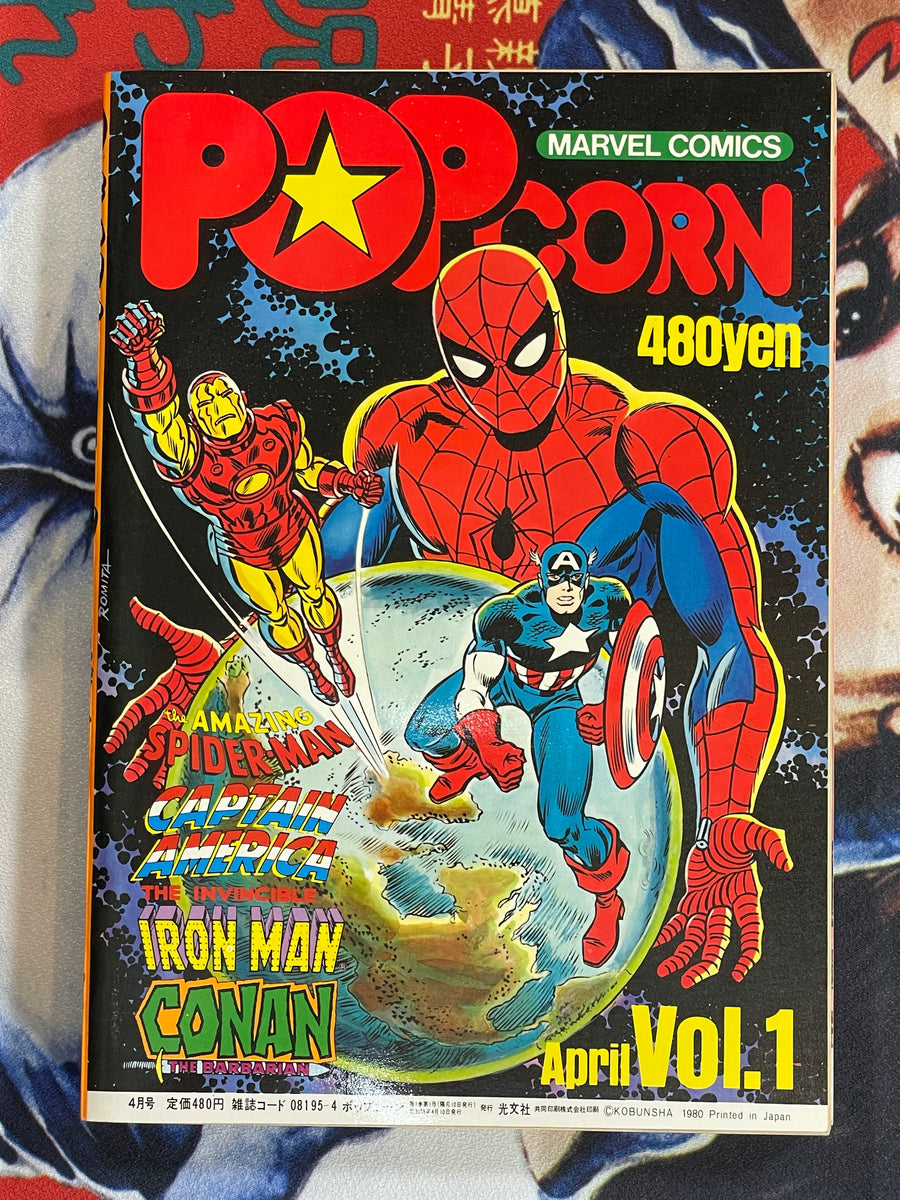 POPCORN
MARVEL COMICS
480yen
ROMITA
A
the AMAZING
SPIDER-MAN
CAPTAIN
AMERICA
THE INVINCIBLE
IRON MAN
CONAN
THE BARBARIAN
April Vol.1
4月号 定価480円 雑誌コード 08195-4 発行 光文社 共同印刷株式会社印刷 ©KOBUNSHA 1980 Printed in Japan